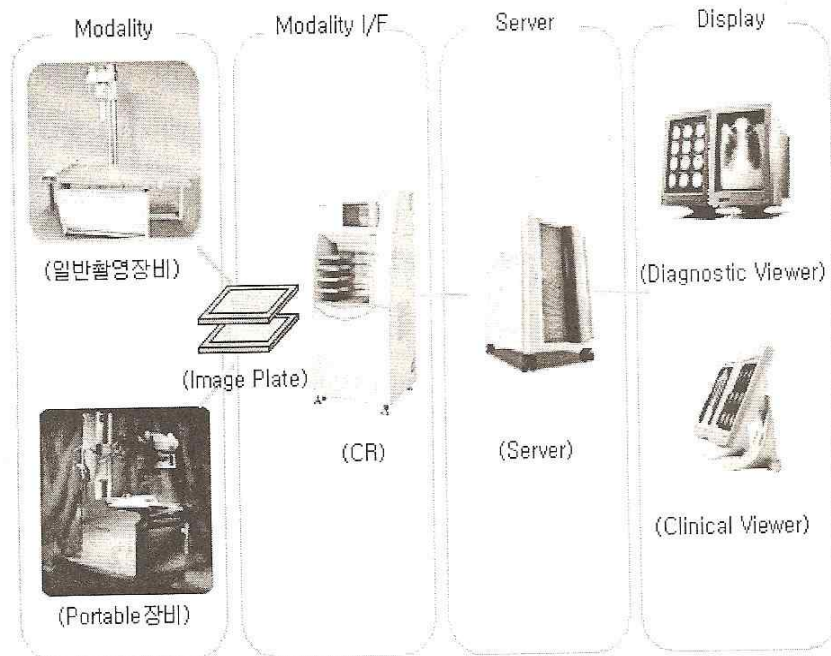 Modality
Modality I/F
Server
Display
(일반촬영장비)
(Image Plate)
(Portable장비)
(CR)
(Server)
(Diagnostic Viewer)
(Clinical Viewer)